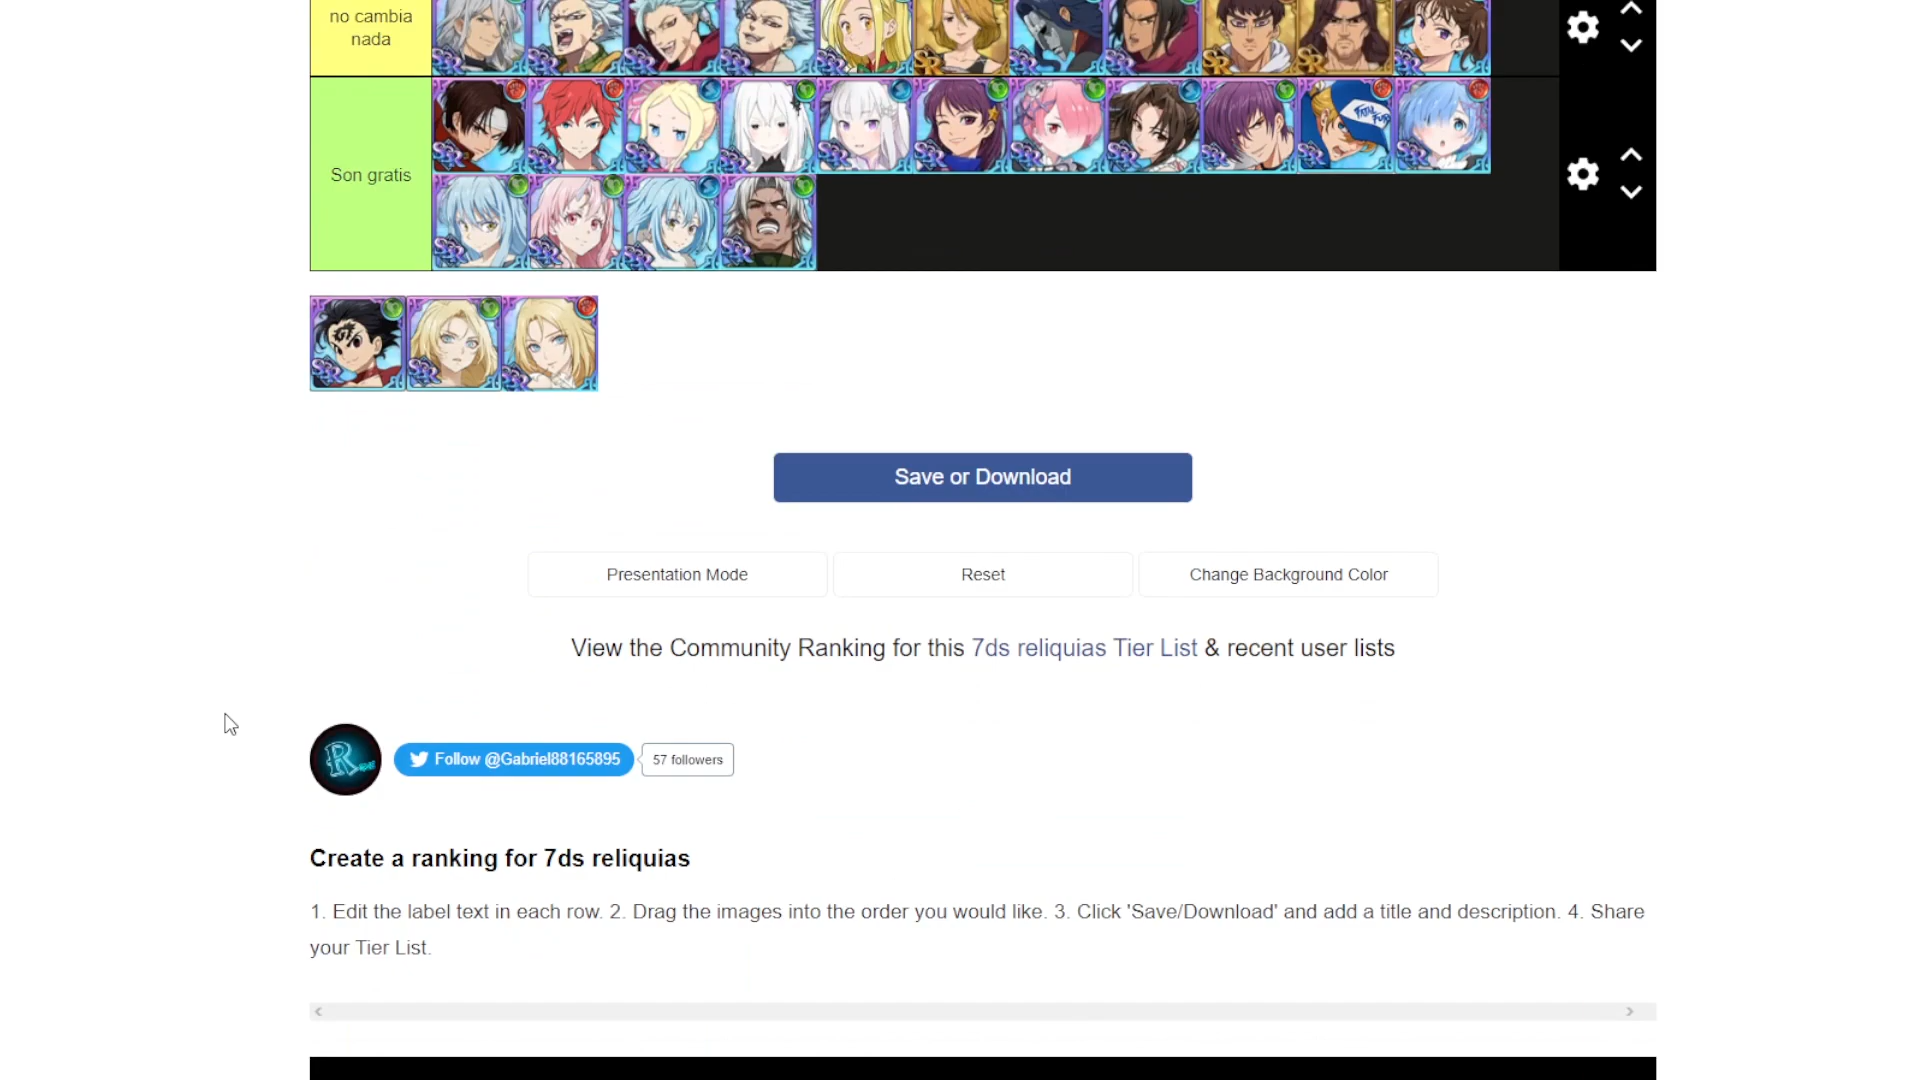 no cambia
nada
Son gratis
Save or Download
Presentation Mode
Reset
Change Background Color
View the Community Ranking for this 7ds reliquias Tier List & recent user lists
Follow @Gabriel88165895
57 followers
Create a ranking for 7ds reliquias
1. Edit the label text in each row. 2. Drag the images into the order you would like. 3. Click 'Save/Download' and add a title and description. 4. Share
your Tier List.